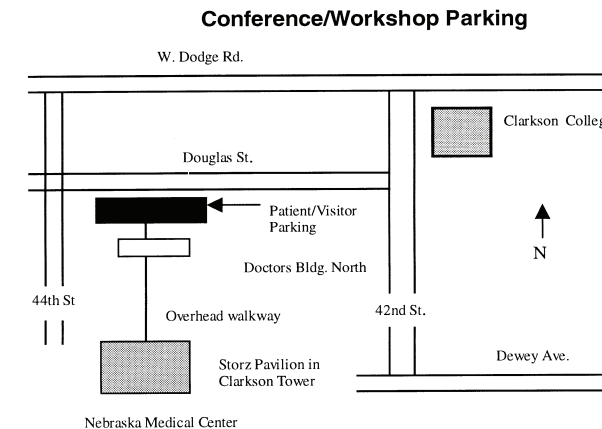 Conference/Workshop Parking
W. Dodge Rd.
Clarkson Colleg
Douglas St.
Patient/Visitor
Parking
N
Doctors Bldg. North
44th St
42nd St.
Overhead walkway
Dewey Ave.
Storz Pavilion in
Clarkson Tower
Nebraska Medical Center